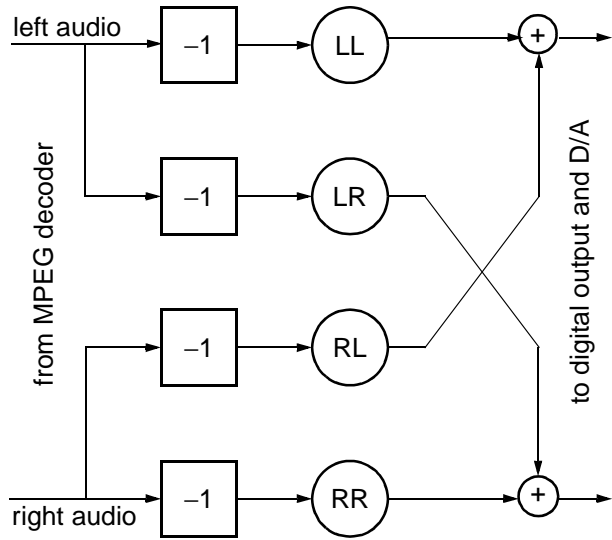 left audio
−1
LL
+
−1
LR
from MPEG decoder
to digital output and D/A
−1
RL
−1
RR
+
right audio